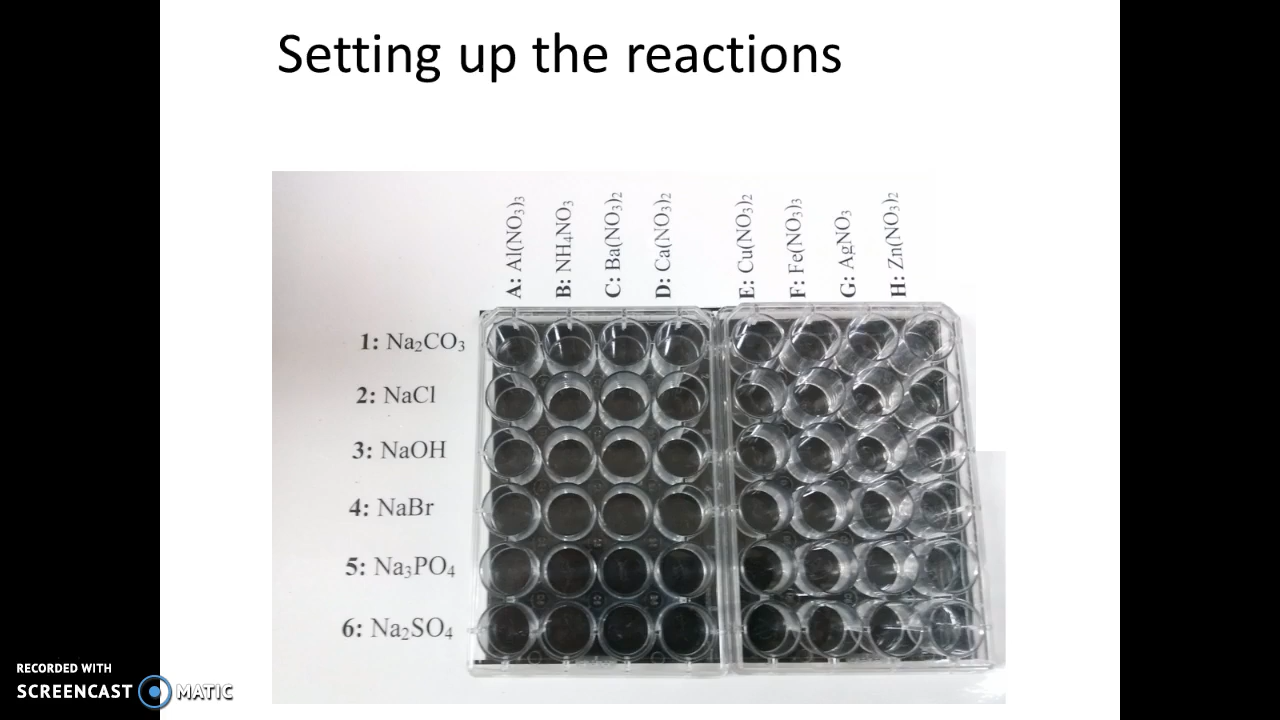 Setting up the reactions
A: Al(NO₃)₃
B: NH₄NO₃
C: Ba(NO₃)₂
D: Ca(NO₃)₂
E: Cu(NO₃)₂
F: Fe(NO₃)₃
G: AgNO₃
H: Zn(NO₃)₂
1: Na₂CO₃
2: NaCl
3: NaOH
4: NaBr
5: Na₃PO₄
6: Na₂SO₄
RECORDED WITH
SCREENCAST MATIC